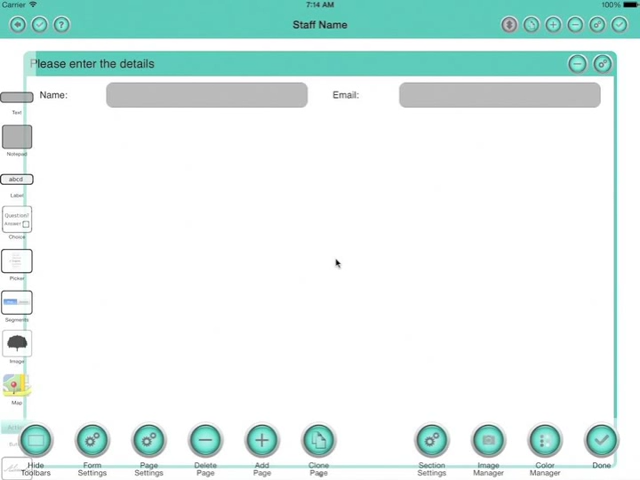 Carrier 7:14 AM 100%
Staff Name
Please enter the details
Name: Email:
Text
Notepad
abcd
Label
Question?
Answer
Choice
Picker
Segments
Image
Map
Hide Toolbars
Form Settings
Page Settings
Delete Page
Add Page
Clone Page
Section Settings
Image Manager
Color Manager
Done